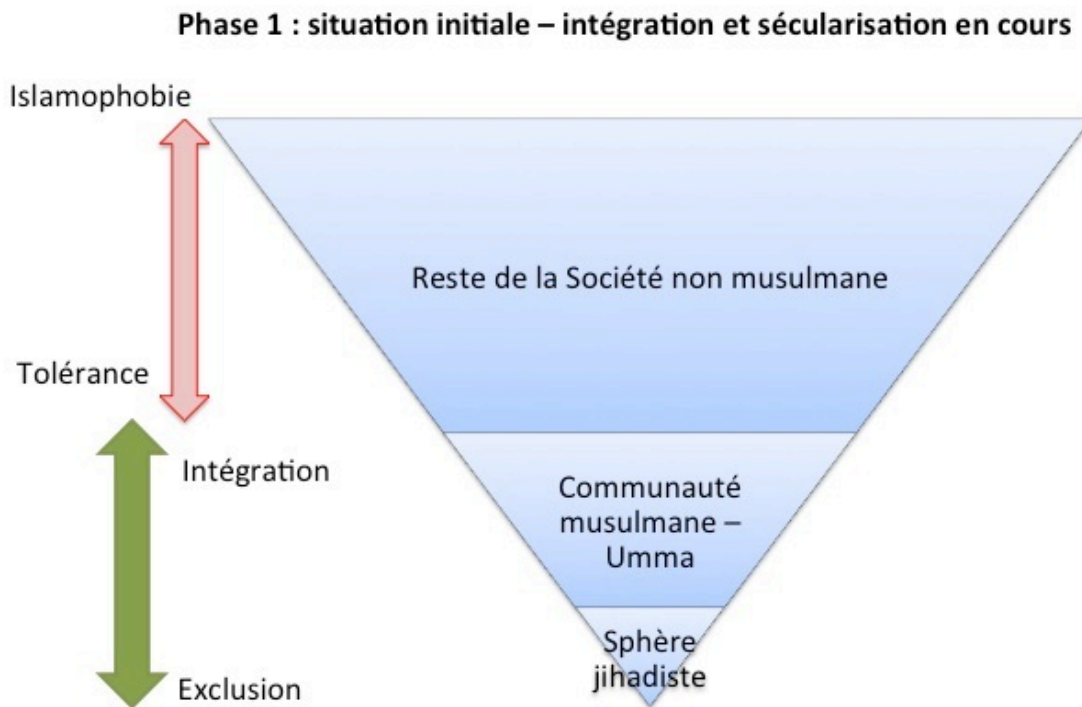 Phase 1 : situation initiale – intégration et sécularisation en cours
Islamophobie
Reste de la Société non musulmane
Tolérance
Intégration
Communauté
musulmane –
Umma
Sphère
jihadiste
Exclusion